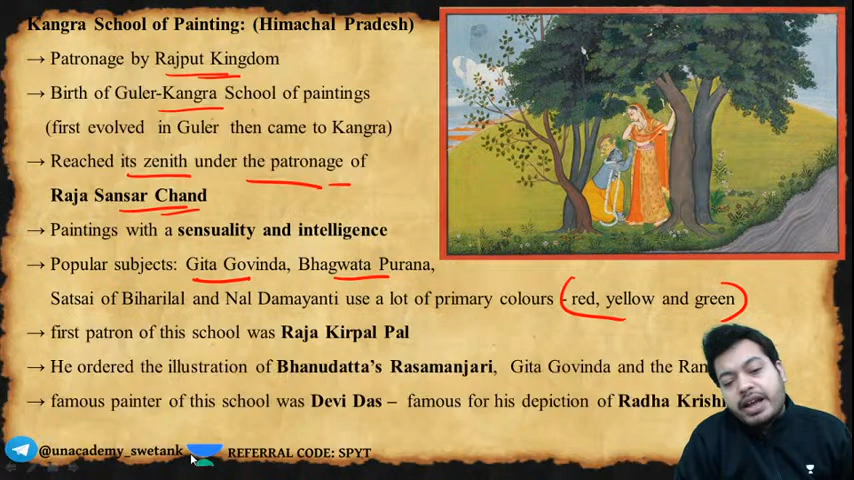 Kangra School of Painting: (Himachal Pradesh)
→ Patronage by Rajput Kingdom
→ Birth of Guler-Kangra School of paintings
(first evolved in Guler then came to Kangra)
→ Reached its zenith under the patronage of
Raja Sansar Chand
→ Paintings with a sensuality and intelligence
→ Popular subjects: Gita Govinda, Bhagwata Purana,
Satsai of Biharilal and Nal Damayanti use a lot of primary colours - red, yellow and green
→ first patron of this school was Raja Kirpal Pal
→ He ordered the illustration of Bhanudatta's Rasamanjari, Gita Govinda and the
→ famous painter of this school was Devi Das – famous for his depiction of Radha
@unacademy_swetank REFERRAL CODE: SPYT